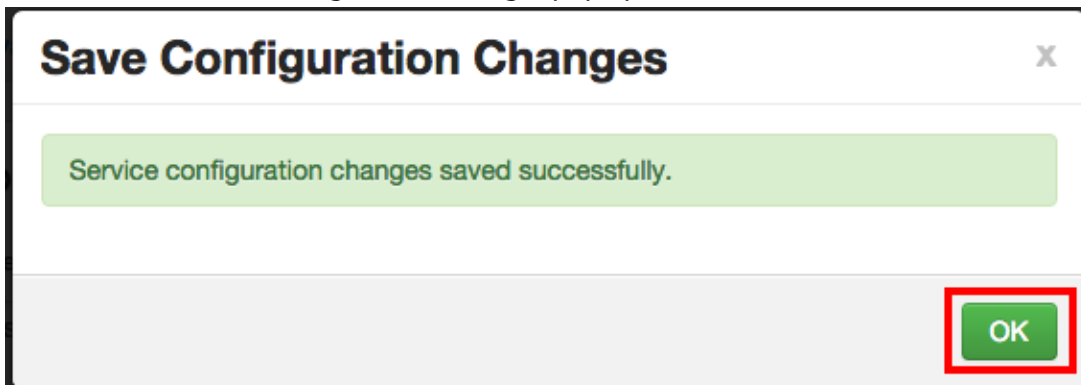 Save Configuration Changes
x
Service configuration changes saved successfully.
OK